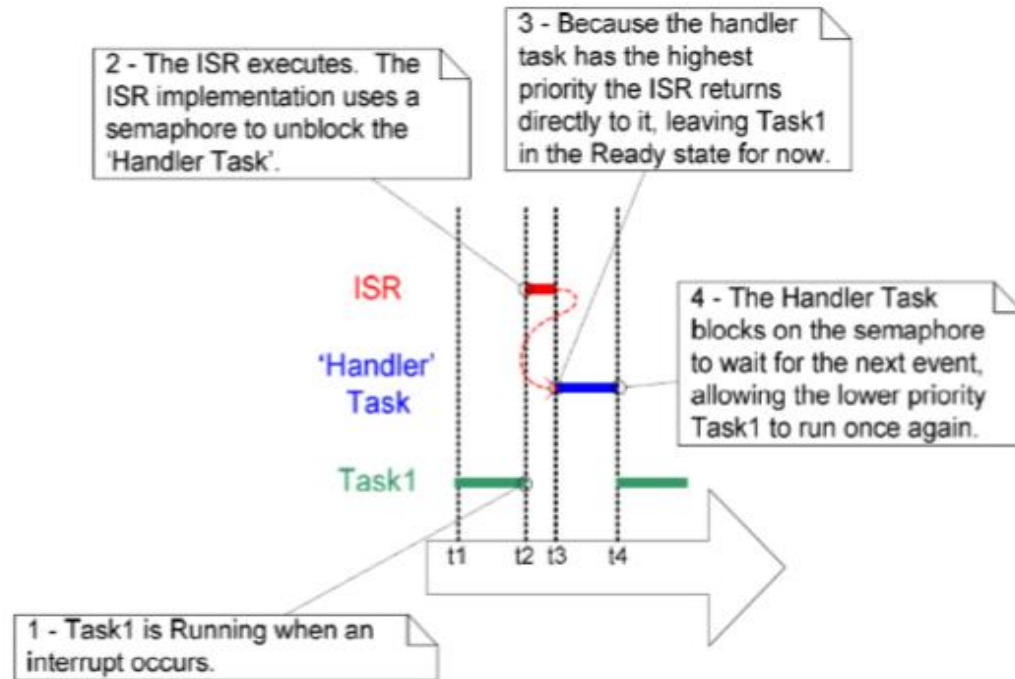 2 - The ISR executes. The
ISR implementation uses a
semaphore to unblock the
'Handler Task'.
3 - Because the handler
task has the highest
priority the ISR returns
directly to it, leaving Task1
in the Ready state for now.
ISR
'Handler'
Task
4 - The Handler Task
blocks on the semaphore
to wait for the next event,
allowing the lower priority
Task1 to run once again.
Task1
t1 t2 t3 t4
1 - Task1 is Running when an
interrupt occurs.